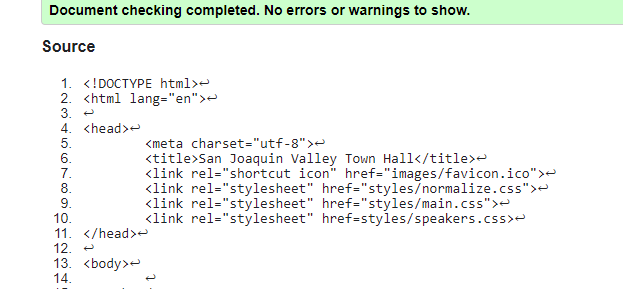 Document checking completed. No errors or warnings to show.
Source
1. <!DOCTYPE html>↩
2. <html lang="en">↩
3. ↩
4. <head>↩
5. <meta charset="utf-8">↩
6. <title>San Joaquin Valley Town Hall</title>↩
7. <link rel="shortcut icon" href="images/favicon.ico">↩
8. <link rel="stylesheet" href="styles/normalize.css">↩
9. <link rel="stylesheet" href="styles/main.css">↩
10. <link rel="stylesheet" href=styles/speakers.css>↩
11. </head>↩
12. ↩
13. <body>↩
14. ↩